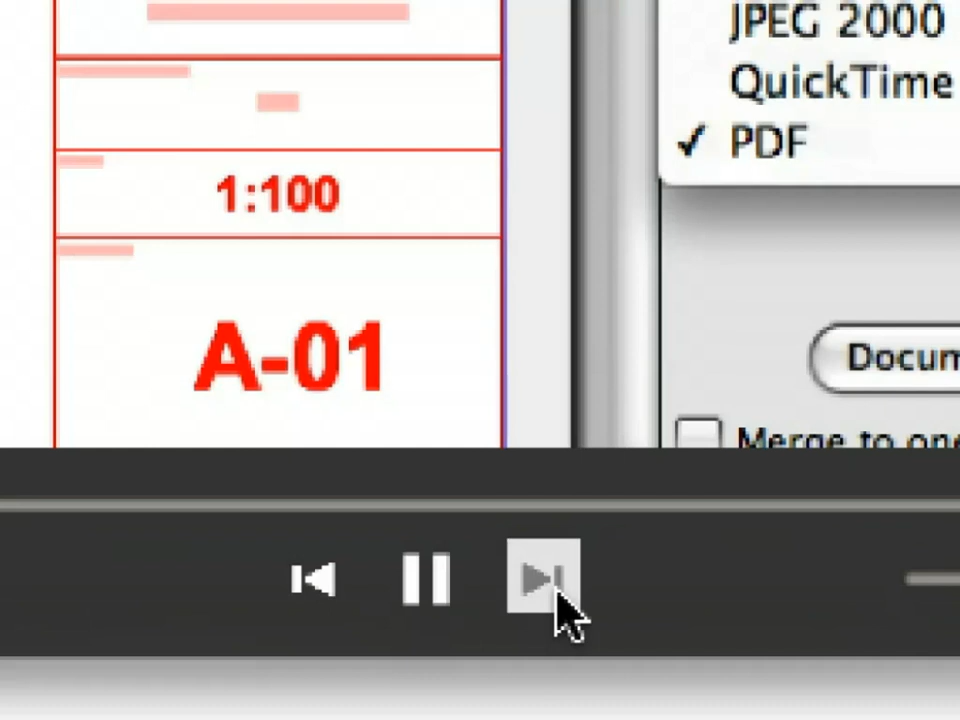 1:100
A-01
JPEG 2000
QuickTime
✓ PDF
Docum
Merge to one